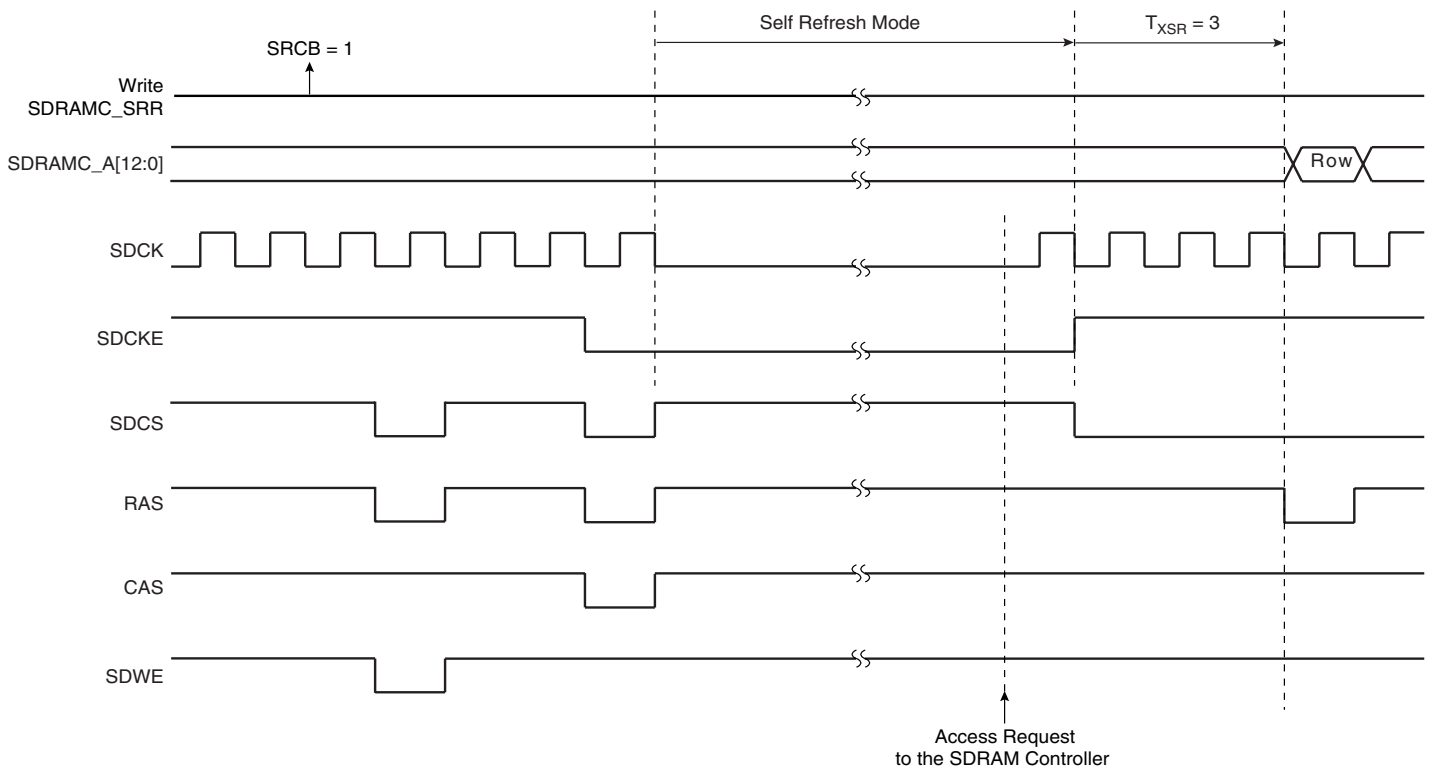 Self Refresh Mode
T_XSR = 3
SRCB = 1
Write
SDRAMC_SRR
SDRAMC_A[12:0]
Row
SDCK
SDCKE
SDCS
RAS
CAS
SDWE
Access Request
to the SDRAM Controller